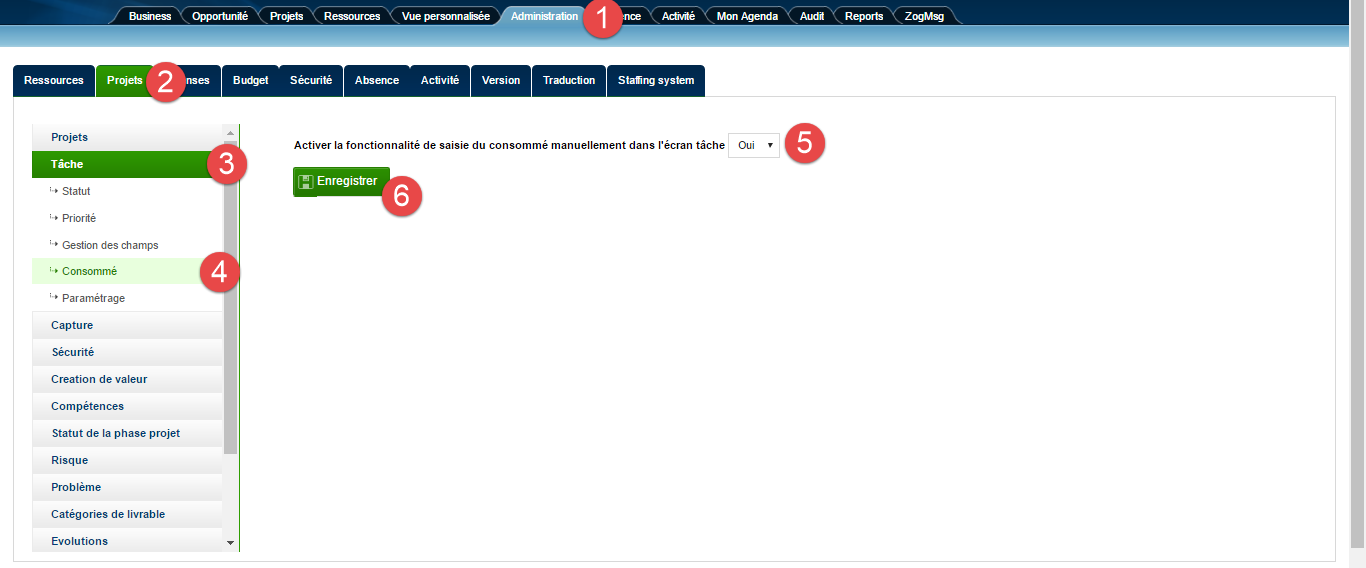 Business Opportunité Projets Ressources Vue personnalisée Administration 1 nce Activité Mon Agenda Audit Reports ZogMsg
Ressources Projets 2 nses Budget Sécurité Absence Activité Version Traduction Staffing system
Projets
Tâche 3
Statut
Priorité
Gestion des champs
Consommé 4
Paramétrage
Capture
Sécurité
Creation de valeur
Compétences
Statut de la phase projet
Risque
Problème
Catégories de livrable
Evolutions
Activer la fonctionnalité de saisie du consommé manuellement dans l'écran tâche Oui 5
Enregistrer 6